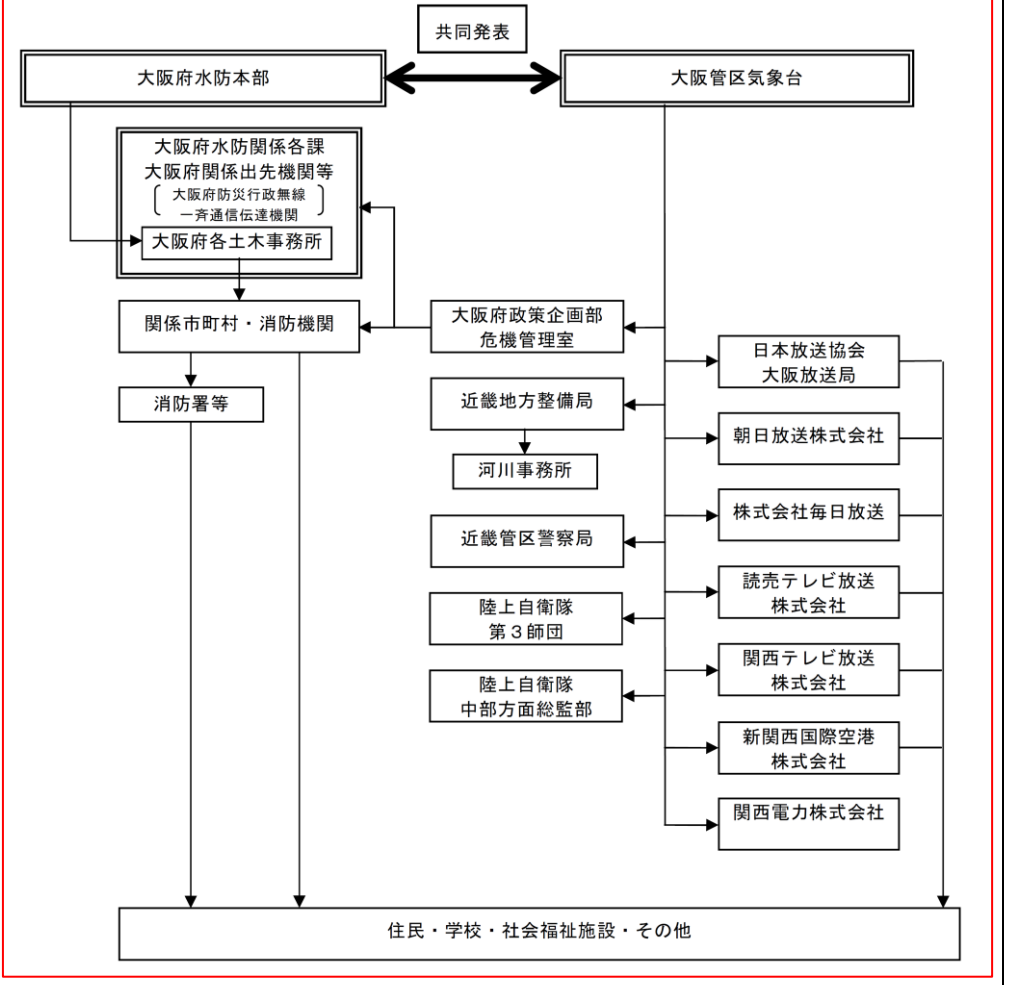 共同発表
大阪府水防本部
大阪管区気象台
大阪府水防関係各課
大阪府関係出先機関等
大阪府防災行政無線
一斉通信伝達機関
大阪府各土木事務所
関係市町村・消防機関
消防署等
大阪府政策企画部
危機管理室
近畿地方整備局
河川事務所
近畿管区警察局
陸上自衛隊
第３師団
陸上自衛隊
中部方面総監部
日本放送協会
大阪放送局
朝日放送株式会社
株式会社毎日放送
読売テレビ放送
株式会社
関西テレビ放送
株式会社
新関西国際空港
株式会社
関西電力株式会社
住民・学校・社会福祉施設・その他